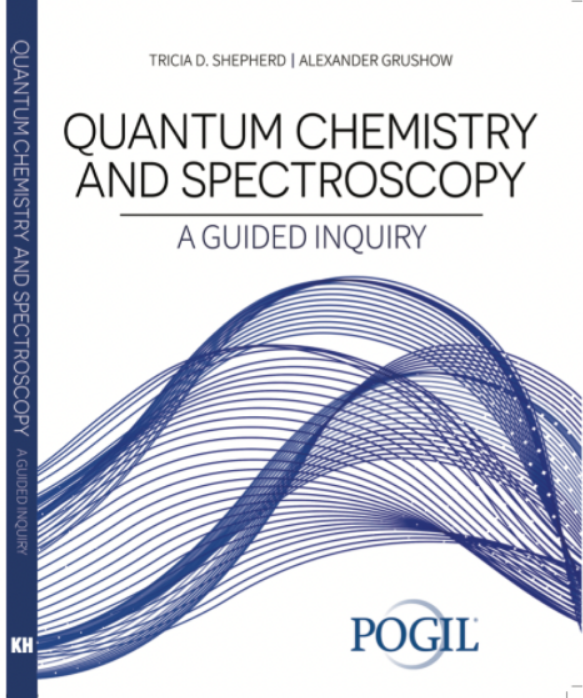 TRICIA D. SHEPHERD | ALEXANDER GRUSHOW
QUANTUM CHEMISTRY
AND SPECTROSCOPY
A GUIDED INQUIRY
QUANTUM CHEMISTRY AND SPECTROSCOPY
A GUIDED INQUIRY
KH
POGIL®